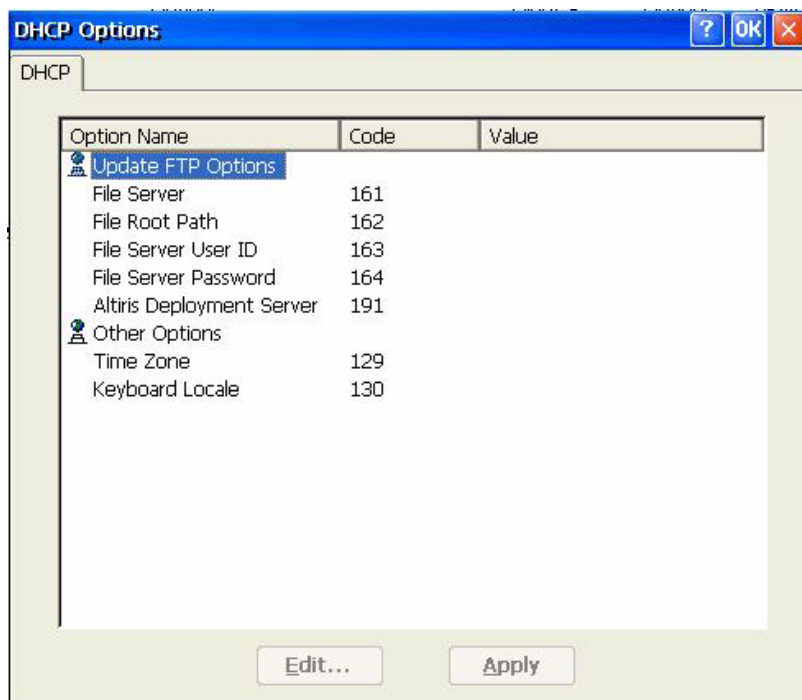 DHCP Options ? OK X
DHCP
Option Name Code Value
Update FTP Options
File Server 161
File Root Path 162
File Server User ID 163
File Server Password 164
Altiris Deployment Server 191
Other Options
Time Zone 129
Keyboard Locale 130
Edit... Apply